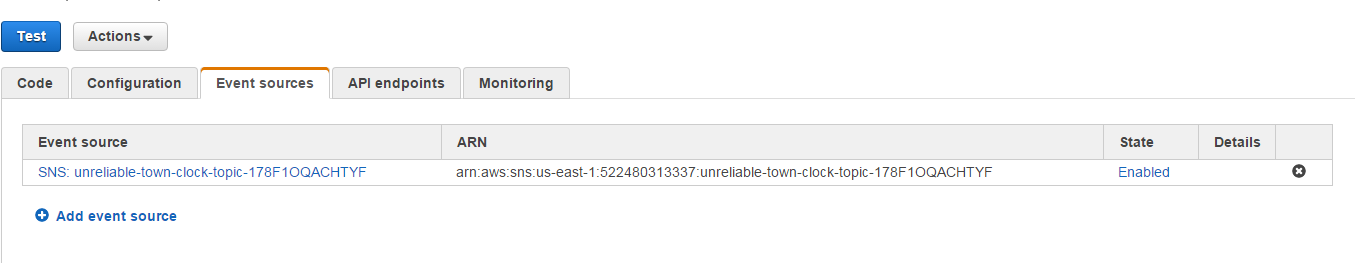 Test Actions
Code Configuration Event sources API endpoints Monitoring
Event source ARN State Details
SNS: unreliable-town-clock-topic-178F1OQACHTYF arn:aws:sns:us-east-1:522480313337:unreliable-town-clock-topic-178F1OQACHTYF Enabled
Add event source